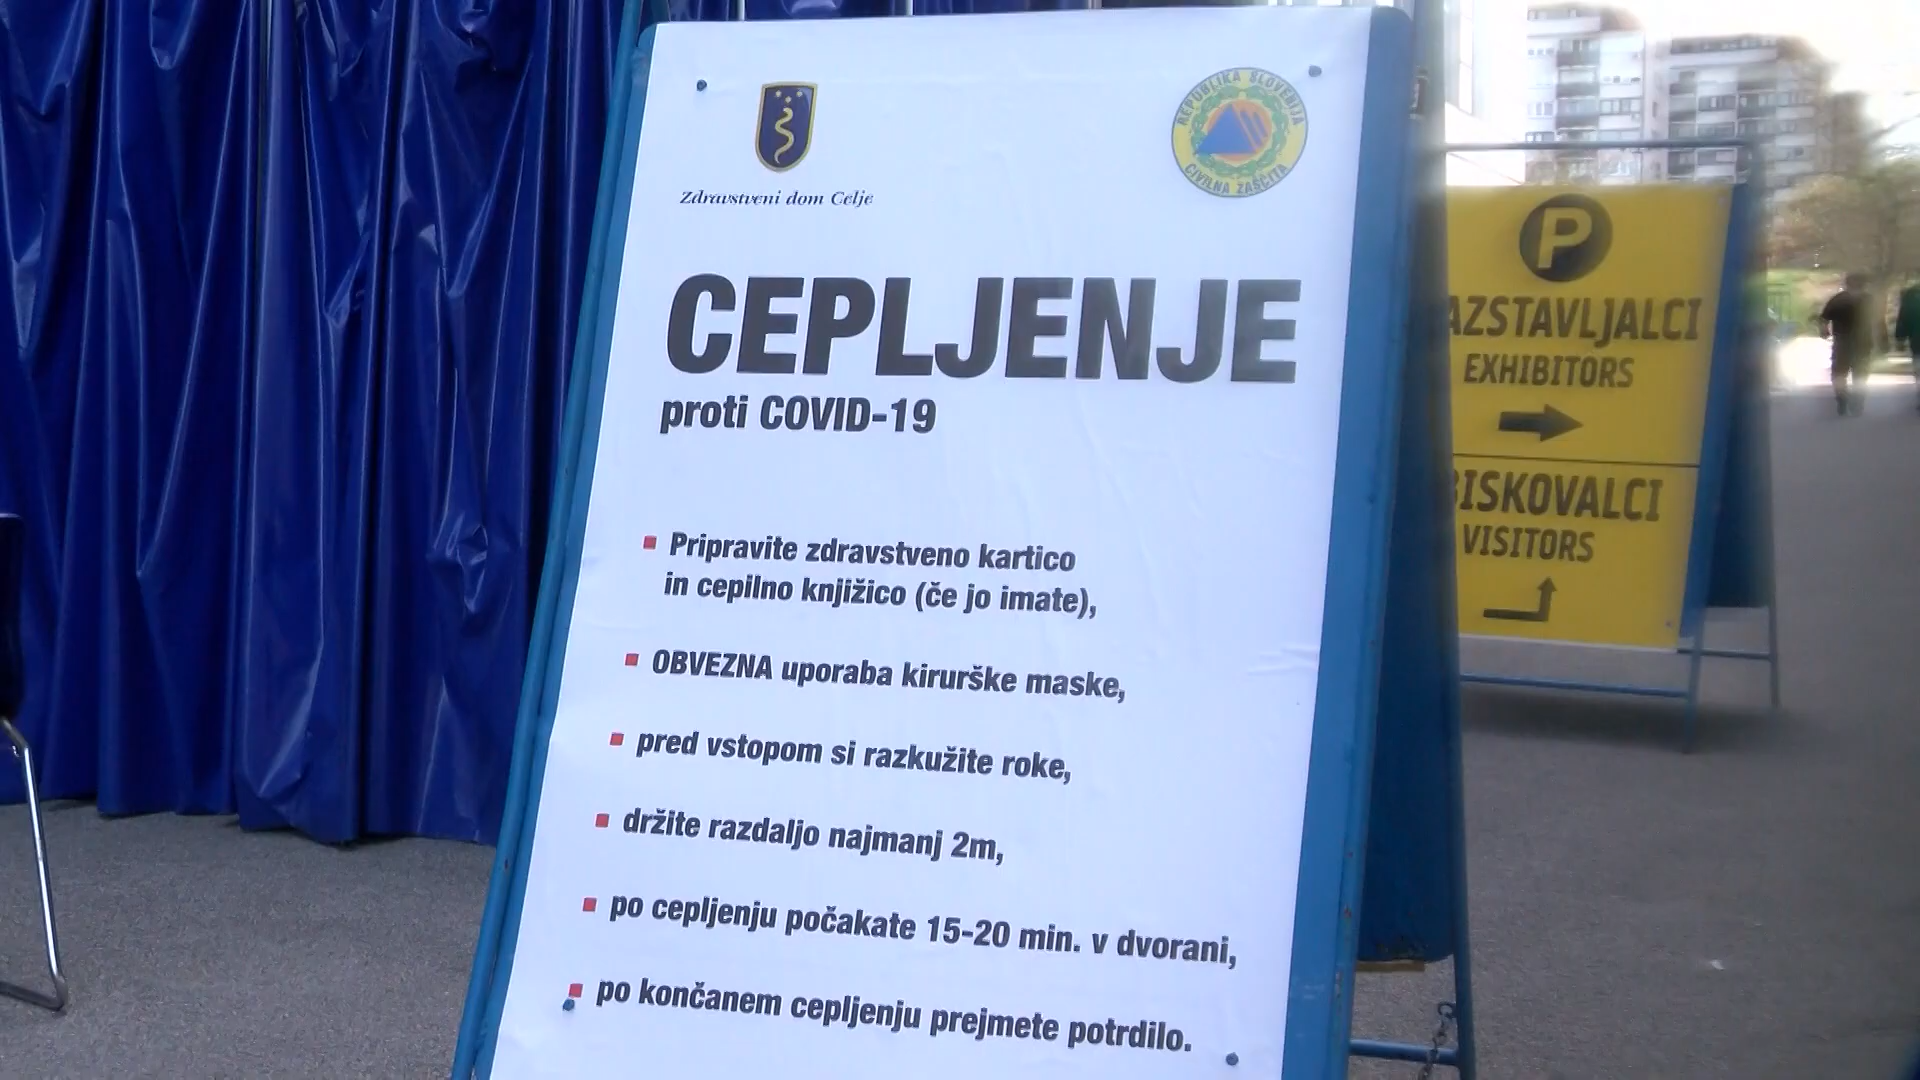 Zdravstveni dom Celje
REPUBLIKA SLOVENIJA
CIVILNA ZAŠČITA
CEPLJENJE
proti COVID-19
Pripravite zdravstveno kartico
in cepilno knjižico (če jo imate),
OBVEZNA uporaba kirurške maske,
pred vstopom si razkužite roke,
držite razdaljo najmanj 2m,
po cepljenju počakate 15-20 min. v dvorani,
po končanem cepljenju prejmete potrdilo.
P
AZSTAVLJALCI
EXHIBITORS
BISKOVALCI
VISITORS